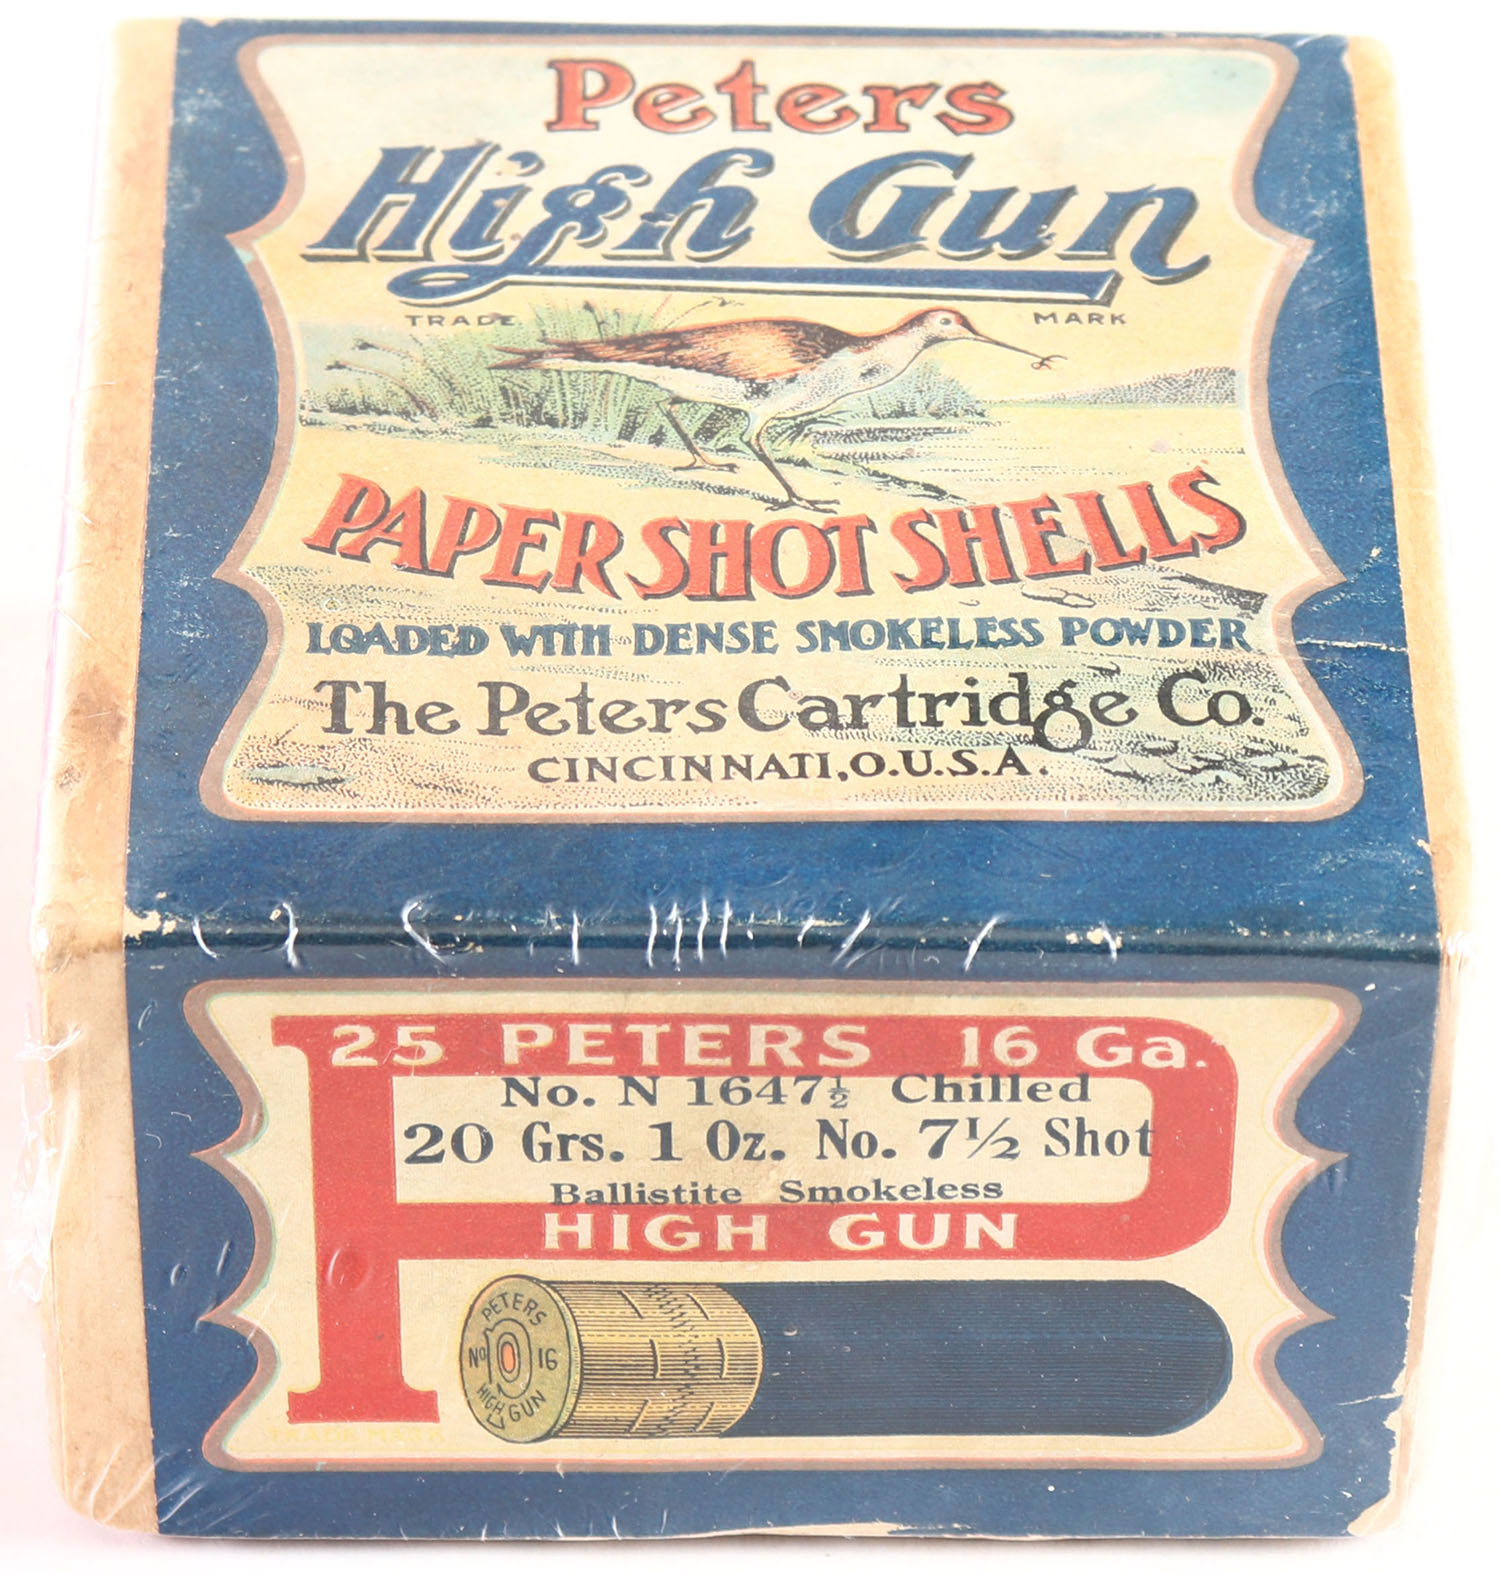 Peters
High Gun
TRADE MARK
PAPER SHOT SHELLS
LOADED WITH DENSE SMOKELESS POWDER
The Peters Cartridge Co.
CINCINNATI, O. U.S.A.
25 PETERS 16 Ga.
No. N 1647½ Chilled
20 Grs. 1 Oz. No. 7½ Shot
Ballistite Smokeless
HIGH GUN
PETERS
No 16
HIGH GUN
TRADE MARK